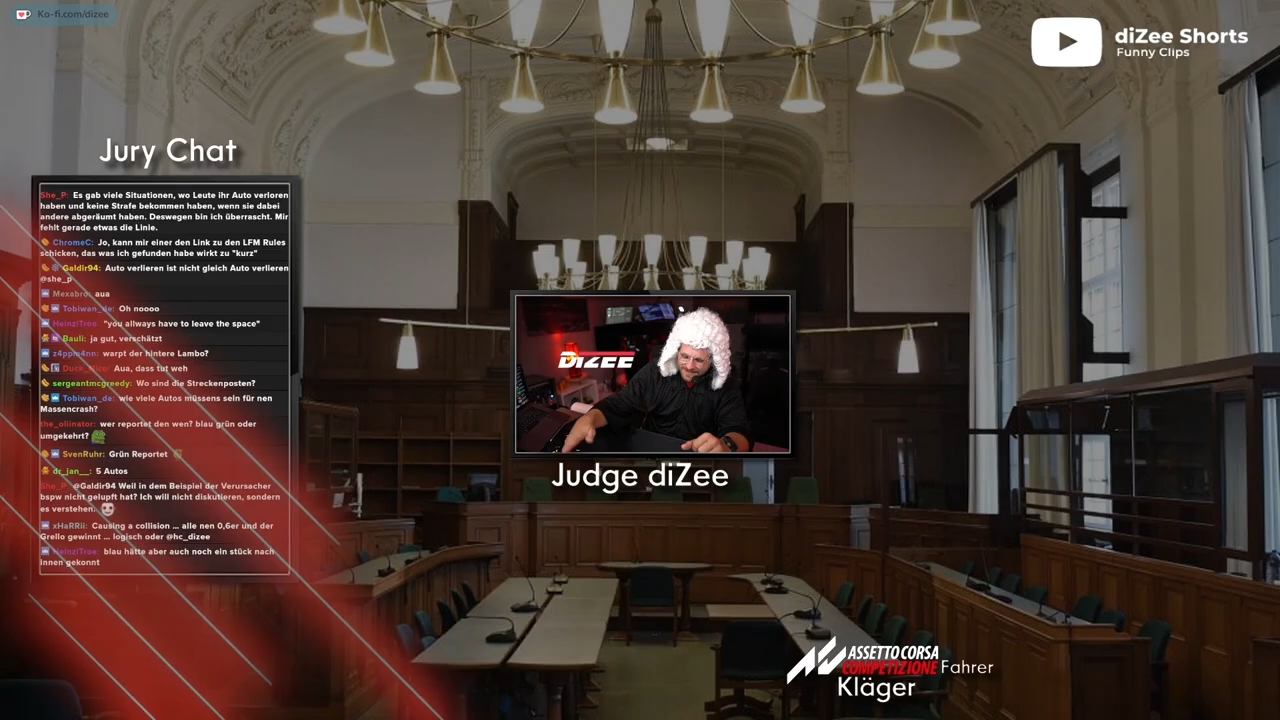 Ko-fi.com/dizee
diZee Shorts
Funny Clips
Jury Chat
She_P: Es gab viele Situationen, wo Leute ihr Auto verloren
haben und keine Strafe bekommen haben, wenn sie dabei
andere abgeräumt haben. Deswegen bin ich überrascht. Mir
fehlt gerade etwas die Linie.
ChromeC: Jo, kann mir einer den Link zu den LFM Rules
schicken, das was ich gefunden habe wirkt zu "kurz"
Galdir94: Auto verlieren ist nicht gleich Auto verlieren
@she_p
Mexabro: aua
Tobiwan_de: Oh noooo
HeinziTroe: "you allways have to leave the space"
Bauli: ja gut, verschätzt
z4ppm4nn: warpt der hintere Lambo?
Aua, dass tut weh
sergeantmcgreedy: Wo sind die Streckenposten?
Tobiwan_de: wie viele Autos müssens sein für nen
Massencrash?
the_oliinator: wer reportet den wen? blau grün oder
umgekehrt?
SvenRuhr: Grün Reportet
dr_jan__: 5 Autos
She_P: @Galdir94 Weil in dem Beispiel der Verursacher
bspw nicht gelupft hat? Ich will nicht diskutieren, sondern
es verstehen.
xHaRRii: Causing a collision ... alle nen 0,6er und der
Grello gewinnt ... logisch oder @hc_dizee
HeinziTroe: blau hätte aber auch noch ein stück nach
innen gekonnt
DIZEE
Judge diZee
ASSETTO CORSA
COMPETIZIONE Fahrer
Kläger